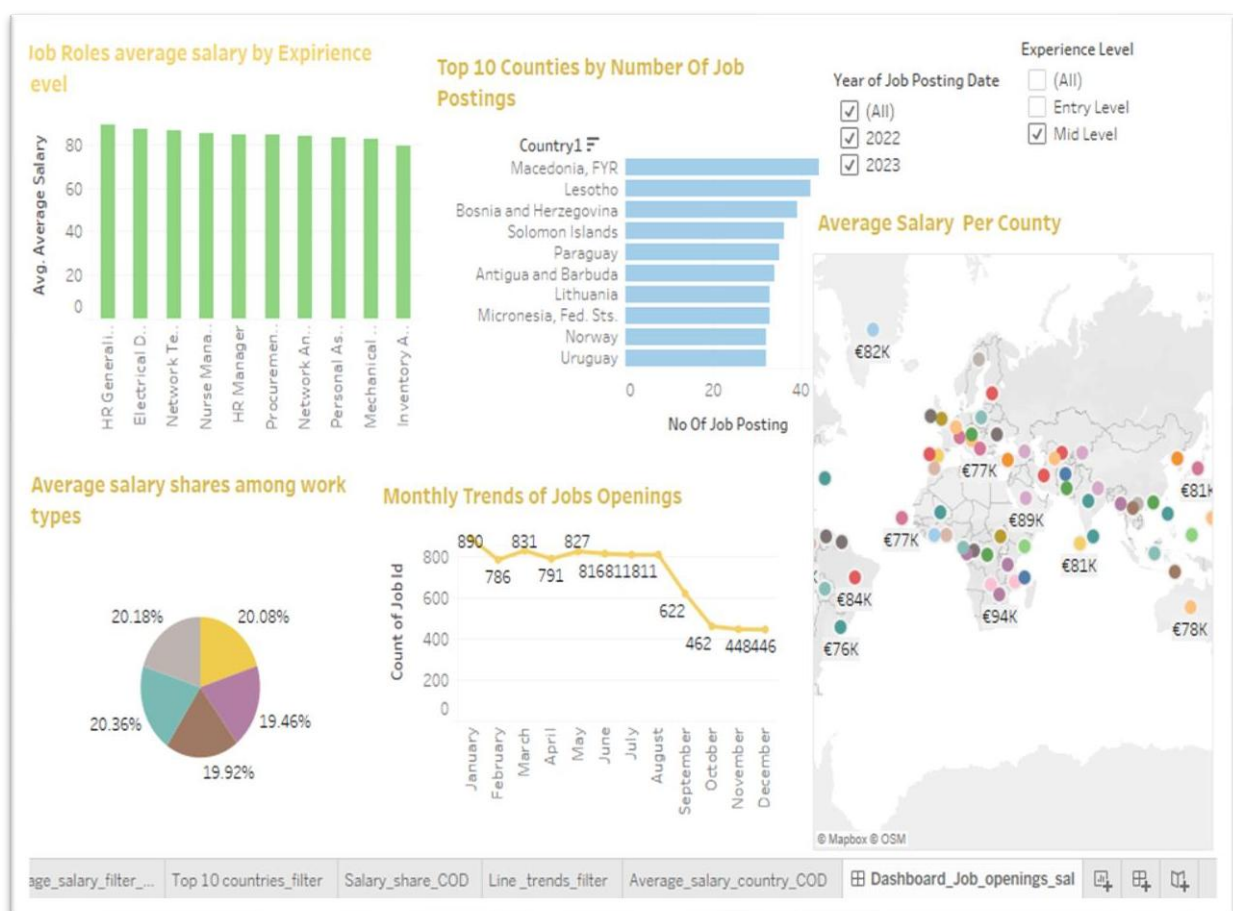 Job Roles average salary by Expirience
evel
Avg. Average Salary
80
60
40
20
0
HR Generali..
Electrical D..
Network Te..
Nurse Mana..
HR Manager
Procuremen..
Network An..
Personal As..
Mechanical ..
Inventory A..
Top 10 Counties by Number Of Job
Postings
Country1
Macedonia, FYR
Lesotho
Bosnia and Herzegovina
Solomon Islands
Paraguay
Antigua and Barbuda
Lithuania
Micronesia, Fed. Sts.
Norway
Uruguay
0 20 40
No Of Job Posting
Year of Job Posting Date
(All)
2022
2023
Experience Level
(All)
Entry Level
Mid Level
Average Salary Per County
€82K
€77K
€81K
€89K
€77K
€81K
€84K
€94K
€78K
€76K
© Mapbox © OSM
Average salary shares among work
types
20.18% 20.08%
20.36% 19.46%
19.92%
Monthly Trends of Jobs Openings
Count of Job Id
800
600
400
200
0
890 786 831 791 827 816811811 622 462 448446
January
February
March
April
May
June
July
August
September
October
November
December
age_salary_filter_... Top 10 countries_filter Salary_share_COD Line _trends_filter Average_salary_country_COD Dashboard_Job_openings_sal